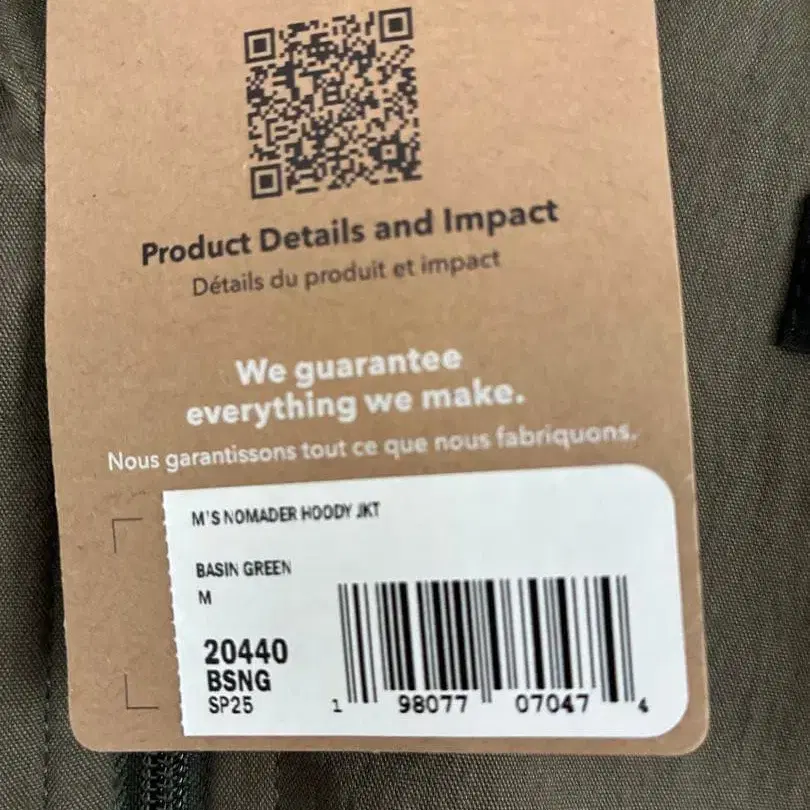 Product Details and Impact
Détails du produit et impact
We guarantee
everything we make.
Nous garantissons tout ce que nous fabriquons.
M'S NOMADER HOODY JKT
BASIN GREEN
M
20440
BSNG
SP25
1 98077 07047 4